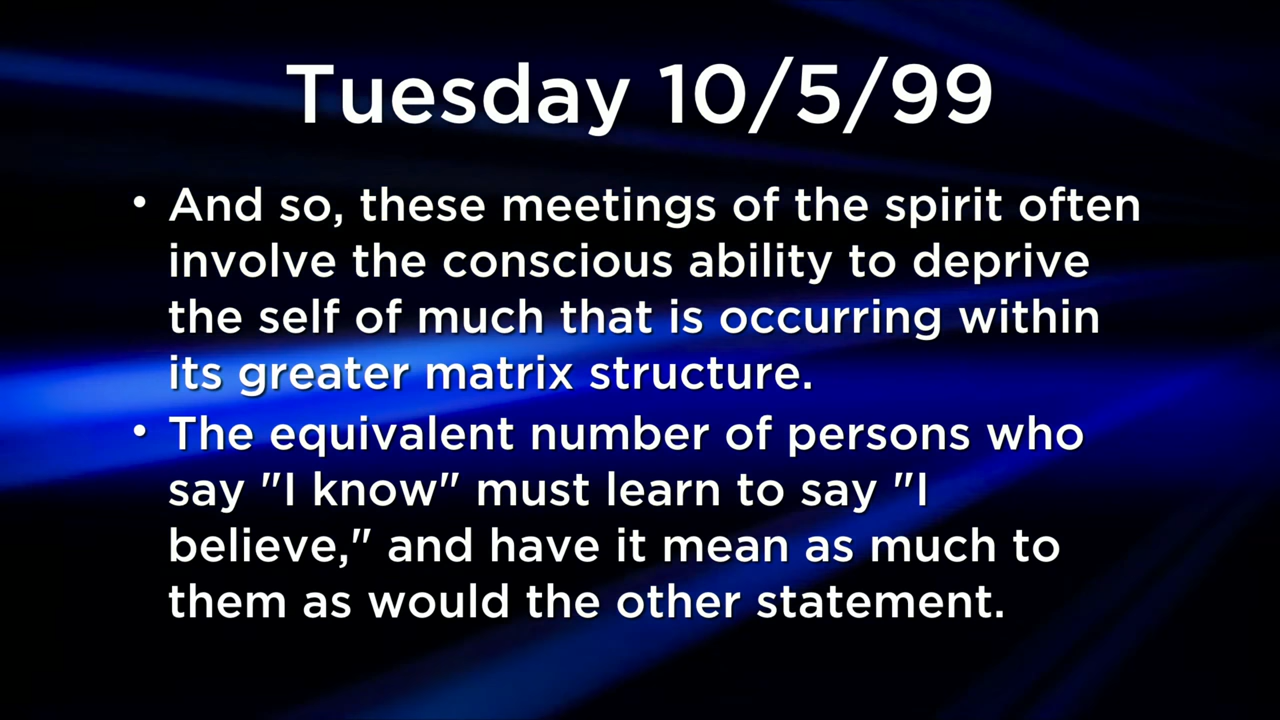 Tuesday 10/5/99
• And so, these meetings of the spirit often
involve the conscious ability to deprive
the self of much that is occurring within
its greater matrix structure.
• The equivalent number of persons who
say "I know" must learn to say "I
believe," and have it mean as much to
them as would the other statement.